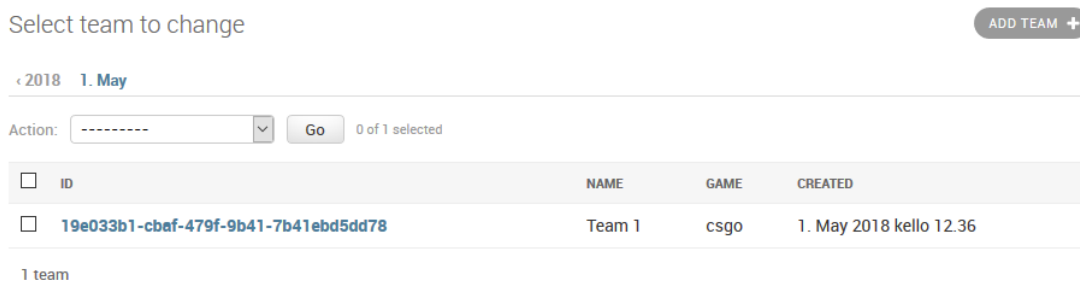 Select team to change
ADD TEAM +
‹ 2018 1. May
Action: --------- Go 0 of 1 selected
ID NAME GAME CREATED
19e033b1-cbaf-479f-9b41-7b41ebd5dd78 Team 1 csgo 1. May 2018 kello 12.36
1 team